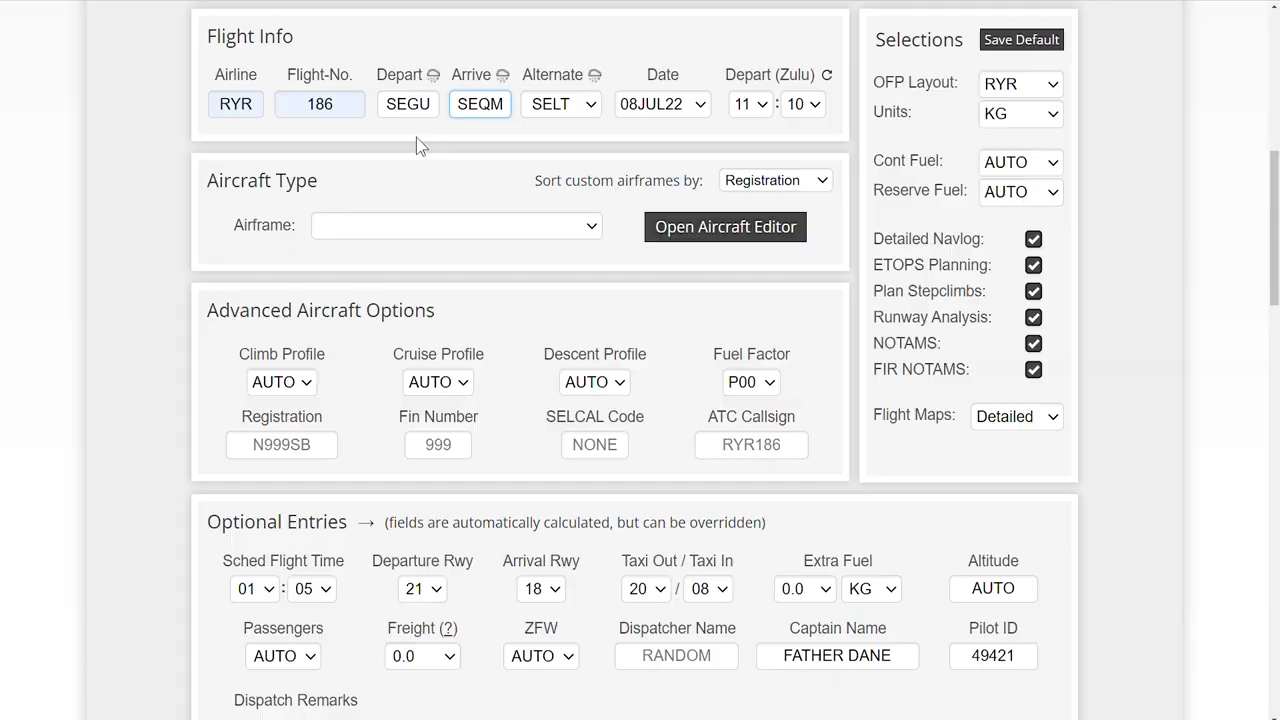 Flight Info
Airline Flight-No. Depart Arrive Alternate Date Depart (Zulu)
RYR 186 SEGU SEQM SELT 08JUL22 11 : 10
Aircraft Type Sort custom airframes by: Registration
Airframe: Open Aircraft Editor
Advanced Aircraft Options
Climb Profile Cruise Profile Descent Profile Fuel Factor
AUTO AUTO AUTO P00
Registration Fin Number SELCAL Code ATC Callsign
N999SB 999 NONE RYR186
Selections Save Default
OFP Layout: RYR
Units: KG
Cont Fuel: AUTO
Reserve Fuel: AUTO
Detailed Navlog:
ETOPS Planning:
Plan Stepclimbs:
Runway Analysis:
NOTAMS:
FIR NOTAMS:
Flight Maps: Detailed
Optional Entries → (fields are automatically calculated, but can be overridden)
Sched Flight Time Departure Rwy Arrival Rwy Taxi Out / Taxi In Extra Fuel Altitude
01 : 05 21 18 20 / 08 0.0 KG AUTO
Passengers Freight (?) ZFW Dispatcher Name Captain Name Pilot ID
AUTO 0.0 AUTO RANDOM FATHER DANE 49421
Dispatch Remarks